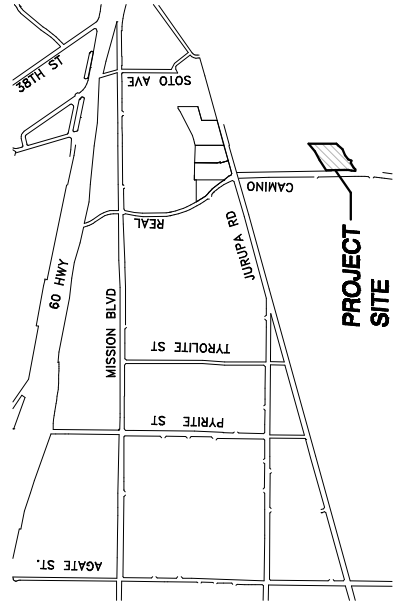 38TH ST
SOTO AVE
60 HWY
MISSION BLVD
REAL
JURUPA RD
CAMINO
PROJECT
SITE
TYROLITE ST
PYRITE ST
AGATE ST.